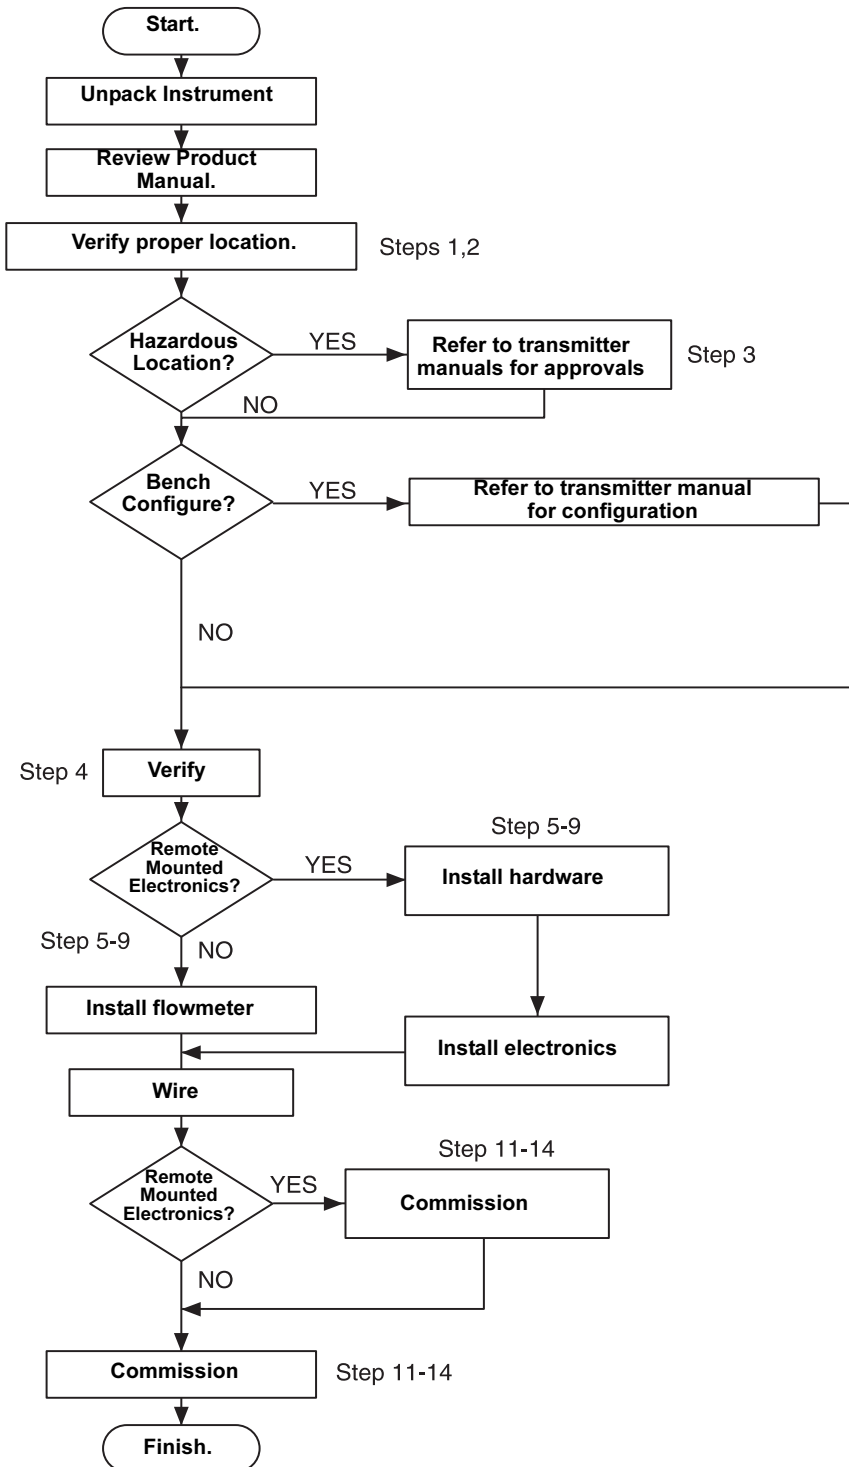 Start.
Unpack Instrument
Review Product
Manual.
Verify proper location.
Steps 1,2
Hazardous
Location?
YES
Refer to transmitter
manuals for approvals
Step 3
NO
Bench
Configure?
YES
Refer to transmitter manual
for configuration
NO
Step 4
Verify
Remote
Mounted
Electronics?
YES
Step 5-9
Install hardware
Step 5-9
NO
Install flowmeter
Install electronics
Wire
Remote
Mounted
Electronics?
YES
Step 11-14
Commission
NO
Commission
Step 11-14
Finish.